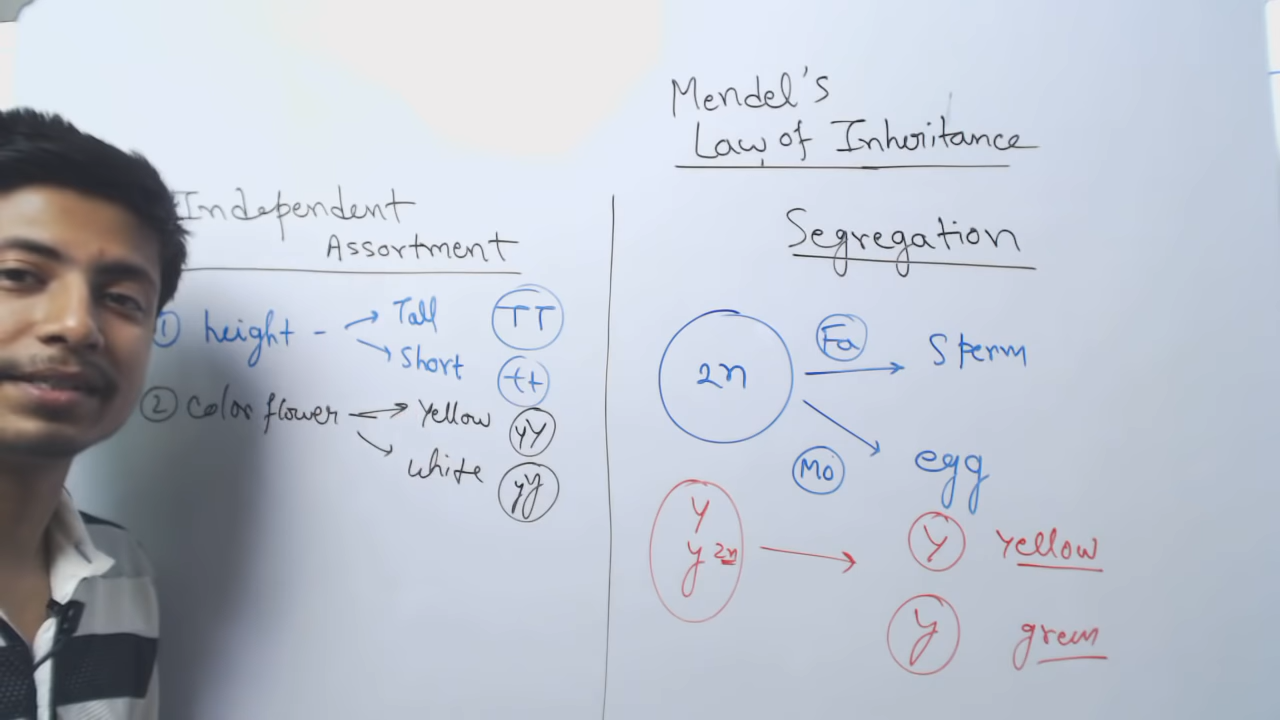 Mendel's
Law of Inheritance
Independent
Assortment
① height - Tall TT
Short tt
② Color flower Yellow yY
white yy
Segregation
2n Fa Sperm
Mo egg
Y
y 2n
Y Yellow
y green